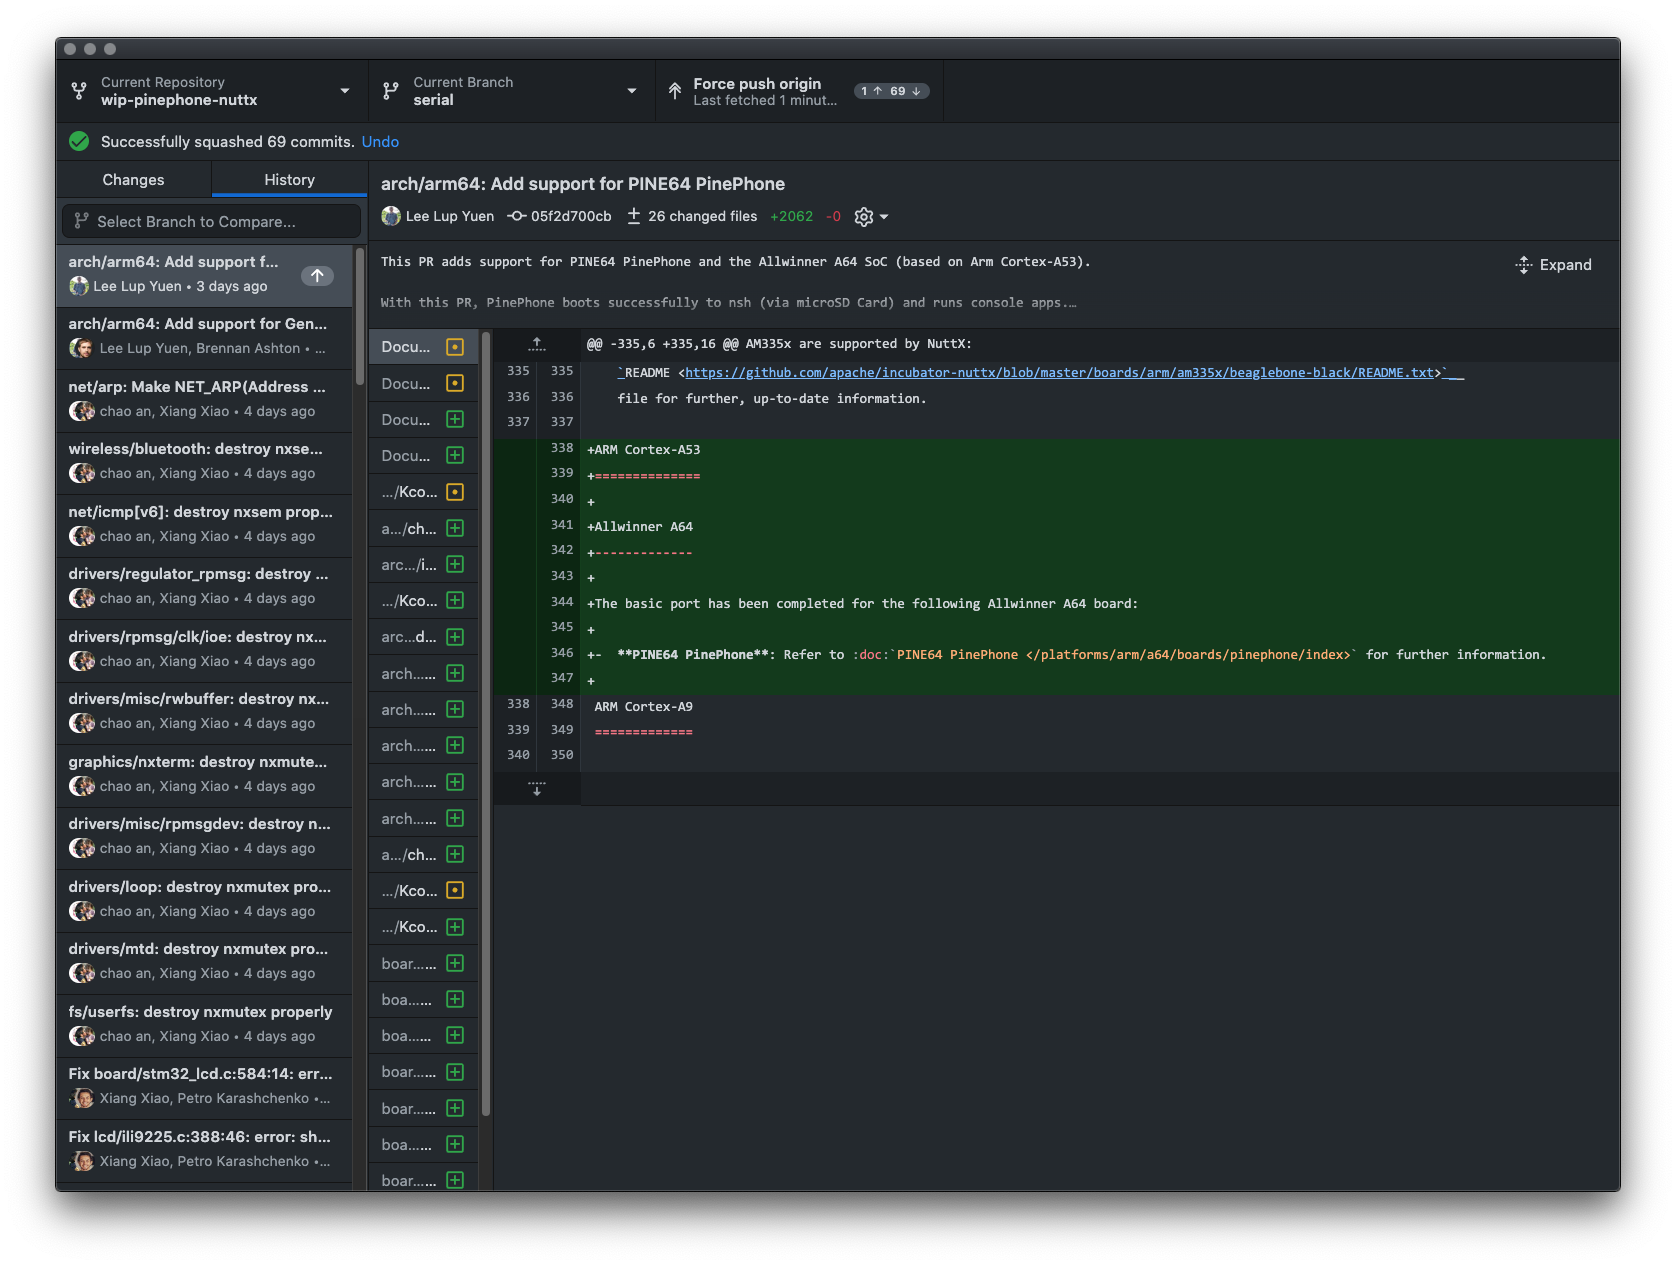 Current Repository
wip-pinephone-nuttx
Current Branch
serial
Force push origin
Last fetched 1 minut...
1 ↑ 69 ↓
Successfully squashed 69 commits. Undo
Changes
History
Select Branch to Compare...
arch/arm64: Add support f...
Lee Lup Yuen • 3 days ago
arch/arm64: Add support for Gen...
Lee Lup Yuen, Brennan Ashton • ...
net/arp: Make NET_ARP(Address ...
chao an, Xiang Xiao • 4 days ago
wireless/bluetooth: destroy nxse...
chao an, Xiang Xiao • 4 days ago
net/icmp[v6]: destroy nxsem prop...
chao an, Xiang Xiao • 4 days ago
drivers/regulator_rpmsg: destroy ...
chao an, Xiang Xiao • 4 days ago
drivers/rpmsg/clk/ioe: destroy nx...
chao an, Xiang Xiao • 4 days ago
drivers/misc/rwbuffer: destroy nx...
chao an, Xiang Xiao • 4 days ago
graphics/nxterm: destroy nxmute...
chao an, Xiang Xiao • 4 days ago
drivers/misc/rpmsgdev: destroy n...
chao an, Xiang Xiao • 4 days ago
drivers/loop: destroy nxmutex pro...
chao an, Xiang Xiao • 4 days ago
drivers/mtd: destroy nxmutex pro...
chao an, Xiang Xiao • 4 days ago
fs/userfs: destroy nxmutex properly
chao an, Xiang Xiao • 4 days ago
Fix board/stm32_lcd.c:584:14: err...
Xiang Xiao, Petro Karashchenko •...
Fix lcd/ili9225.c:388:46: error: sh...
Xiang Xiao, Petro Karashchenko •...
arch/arm64: Add support for PINE64 PinePhone
Lee Lup Yuen 05f2d700cb 26 changed files +2062 -0
This PR adds support for PINE64 PinePhone and the Allwinner A64 SoC (based on Arm Cortex-A53).
Expand
With this PR, PinePhone boots successfully to nsh (via microSD Card) and runs console apps.…
Docu...
Docu...
Docu...
Docu...
.../Kco...
a.../ch...
arc.../i...
.../Kco...
arc...d...
arch......
arch......
arch......
arch......
arch......
a.../ch...
.../Kco...
.../Kco...
boar......
boa......
boa......
boar......
boar......
boa......
boar......
@@ -335,6 +335,16 @@ AM335x are supported by NuttX:
335 335 `README <https://github.com/apache/incubator-nuttx/blob/master/boards/arm/am335x/beaglebone-black/README.txt>`__
336 336 file for further, up-to-date information.
337 337
338 +ARM Cortex-A53
339 +==============
340 +
341 +Allwinner A64
342 +-------------
343 +
344 +The basic port has been completed for the following Allwinner A64 board:
345 +
346 +-  **PINE64 PinePhone**: Refer to :doc:`PINE64 PinePhone </platforms/arm/a64/boards/pinephone/index>` for further information.
347 +
338 348 ARM Cortex-A9
339 349 =============
340 350